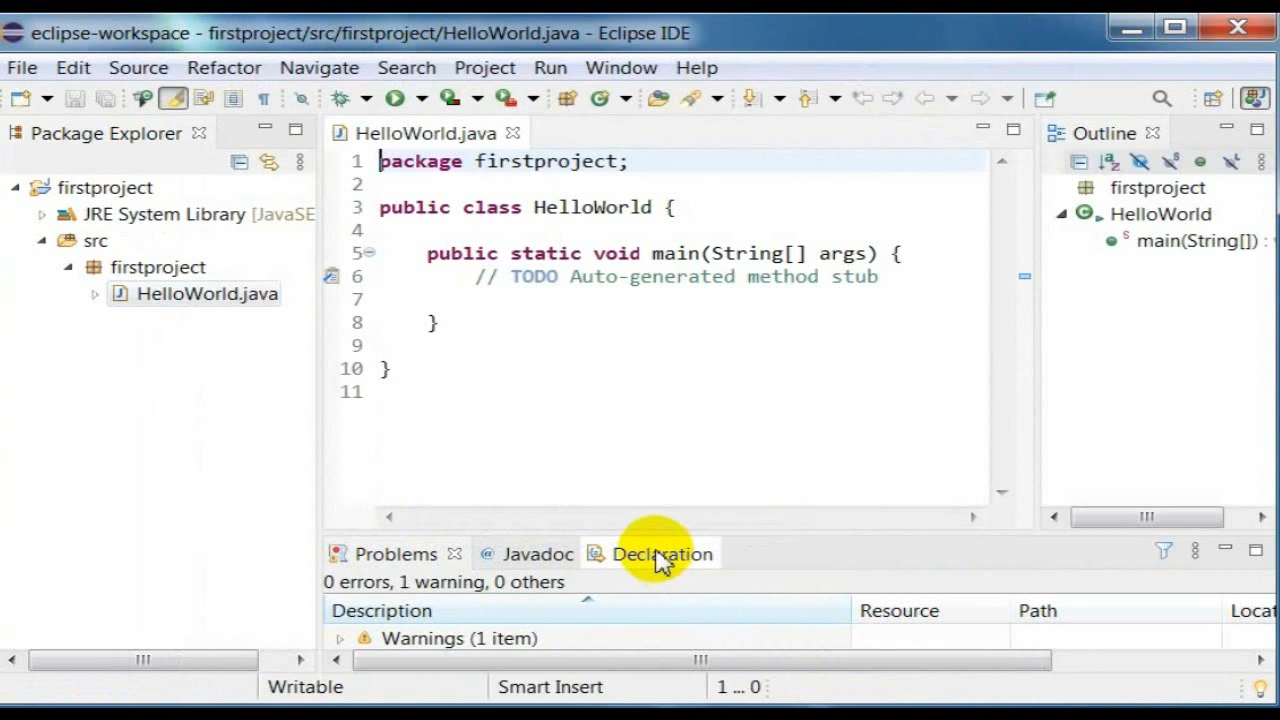 eclipse-workspace - firstproject/src/firstproject/HelloWorld.java - Eclipse IDE
File Edit Source Refactor Navigate Search Project Run Window Help
Package Explorer
firstproject
JRE System Library [JavaSE
src
firstproject
HelloWorld.java
HelloWorld.java
1 package firstproject;
2
3 public class HelloWorld {
4
5 public static void main(String[] args) {
6 // TODO Auto-generated method stub
7
8 }
9
10 }
11
Outline
firstproject
HelloWorld
main(String[]) :
Problems Javadoc Declaration
0 errors, 1 warning, 0 others
Description Resource Path Locat
Warnings (1 item)
Writable Smart Insert 1 ... 0